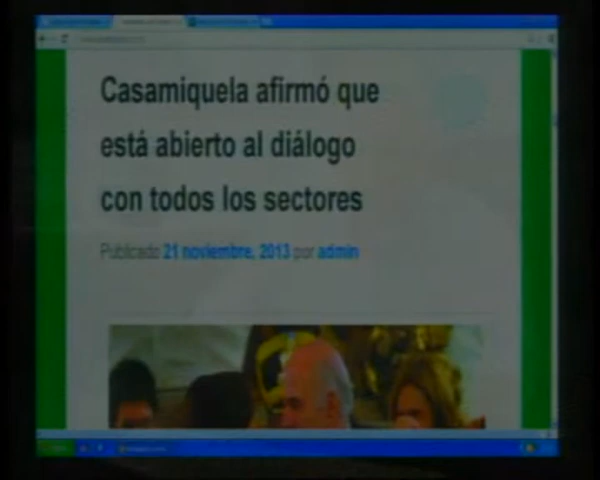 Casamiquela afirmó que
está abierto al diálogo
con todos los sectores
Publicado 21 noviembre, 2013 por admin